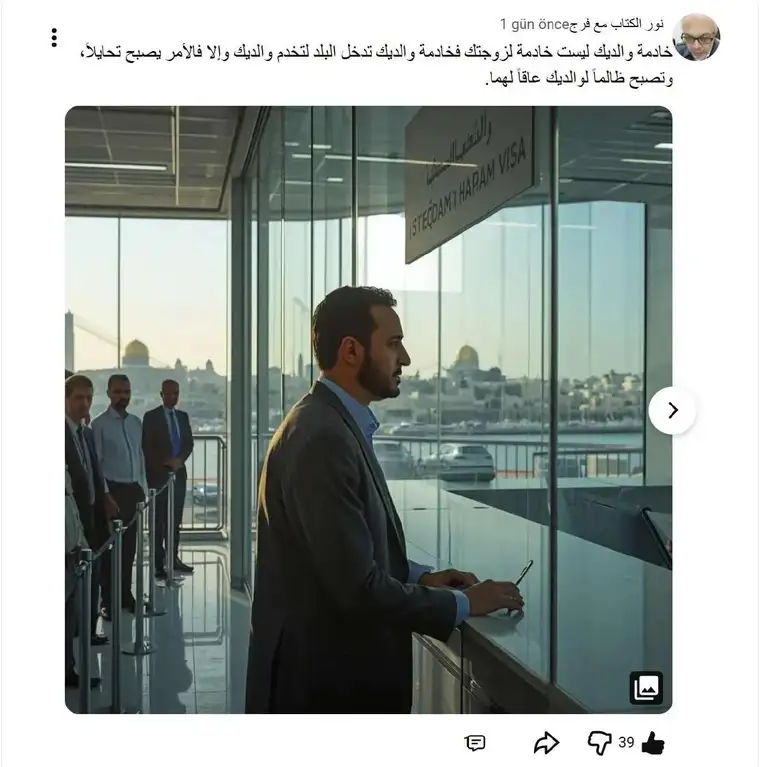 نور الكتاب مع فرج 1 gün önce
خادمة والديك ليست خادمة لزوجتك فخادمة والديك تدخل البلد لتخدم والديك وإلا فالأمر يصبح تحايلاً،
وتصبح ظالماً لوالديك عاقاً لهما.
ISTEQDAM I HARAM VISA
39